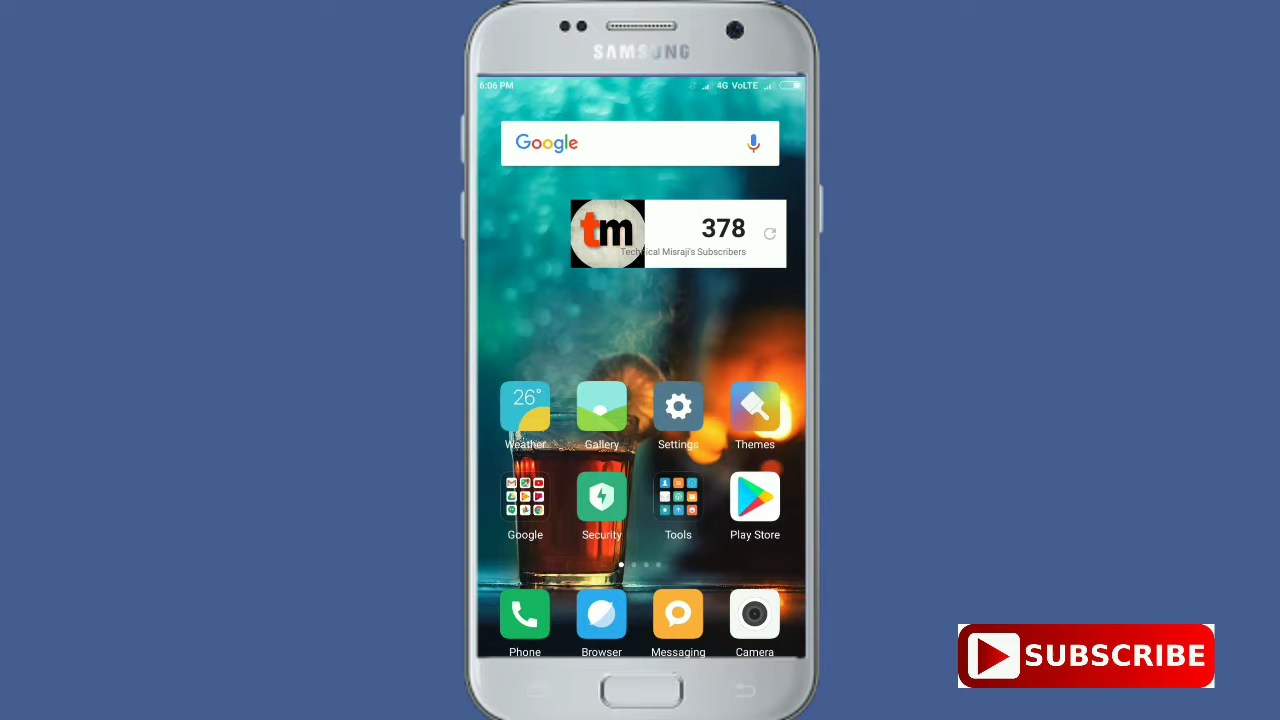 SAMSUNG
6:06 PM
4G VoLTE
Google
tm
378
Technical Misraji's Subscribers
26°
Weather
Gallery
Settings
Themes
Google
Security
Tools
Play Store
Phone
Browser
Messaging
Camera
SUBSCRIBE